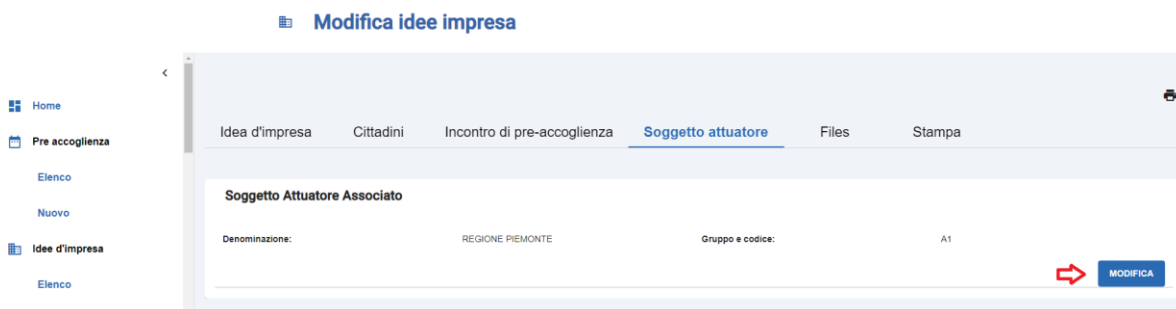 Modifica idee impresa
Home
Pre accoglienza
Elenco
Nuovo
Idee d'impresa
Elenco
Idea d'impresa Cittadini Incontro di pre-accoglienza Soggetto attuatore Files Stampa
Soggetto Attuatore Associato
Denominazione: REGIONE PIEMONTE Gruppo e codice: A1
MODIFICA